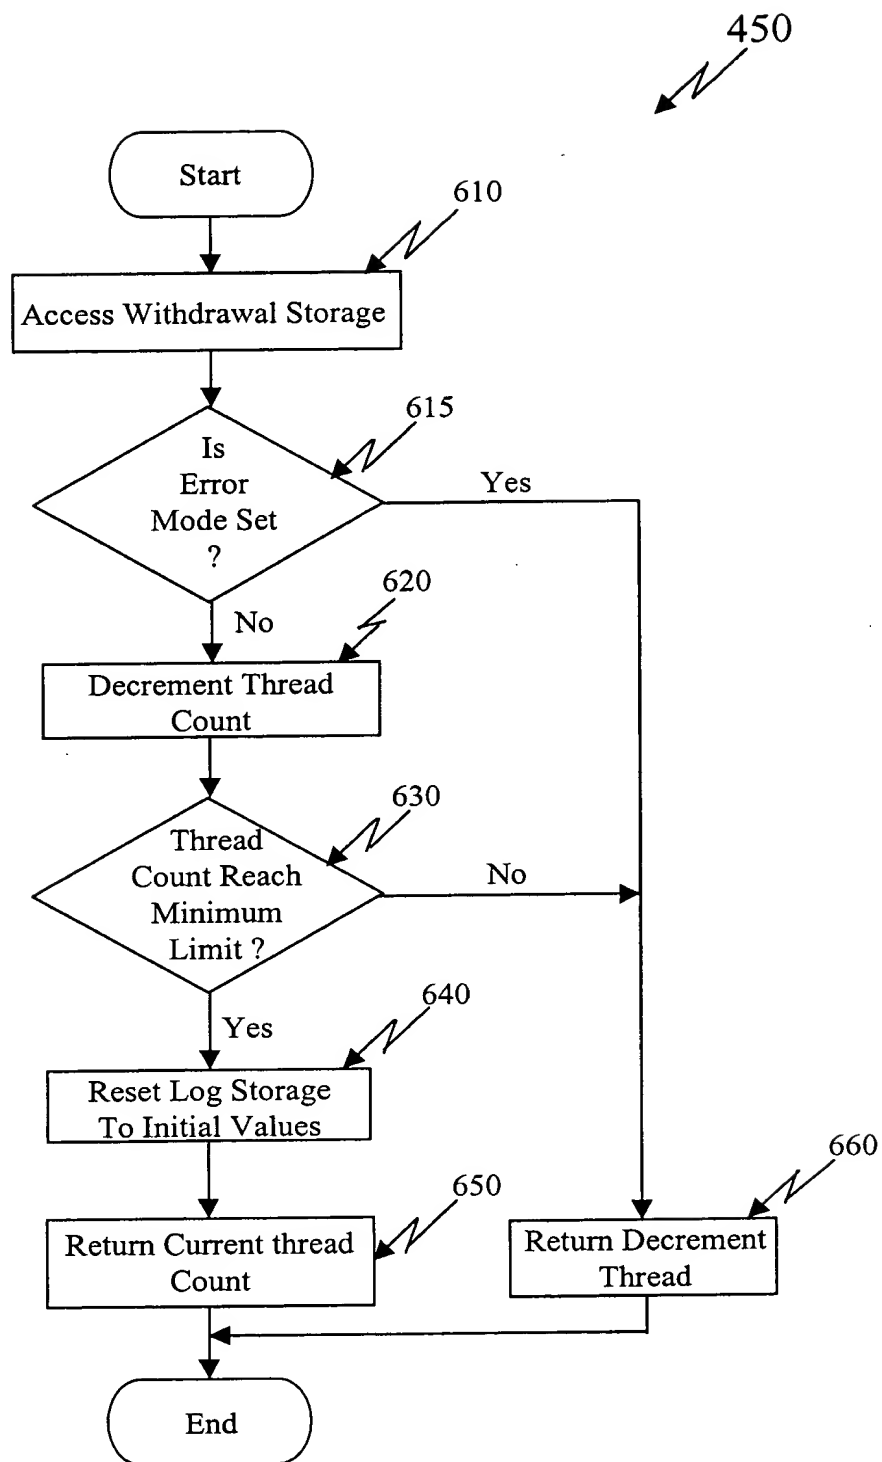 450
Start
610
Access Withdrawal Storage
615
Is
Error
Mode Set
?
Yes
620
No
Decrement Thread
Count
630
Thread
Count Reach
Minimum
Limit ?
No
640
Yes
Reset Log Storage
To Initial Values
660
650
Return Current thread
Count
Return Decrement
Thread
End